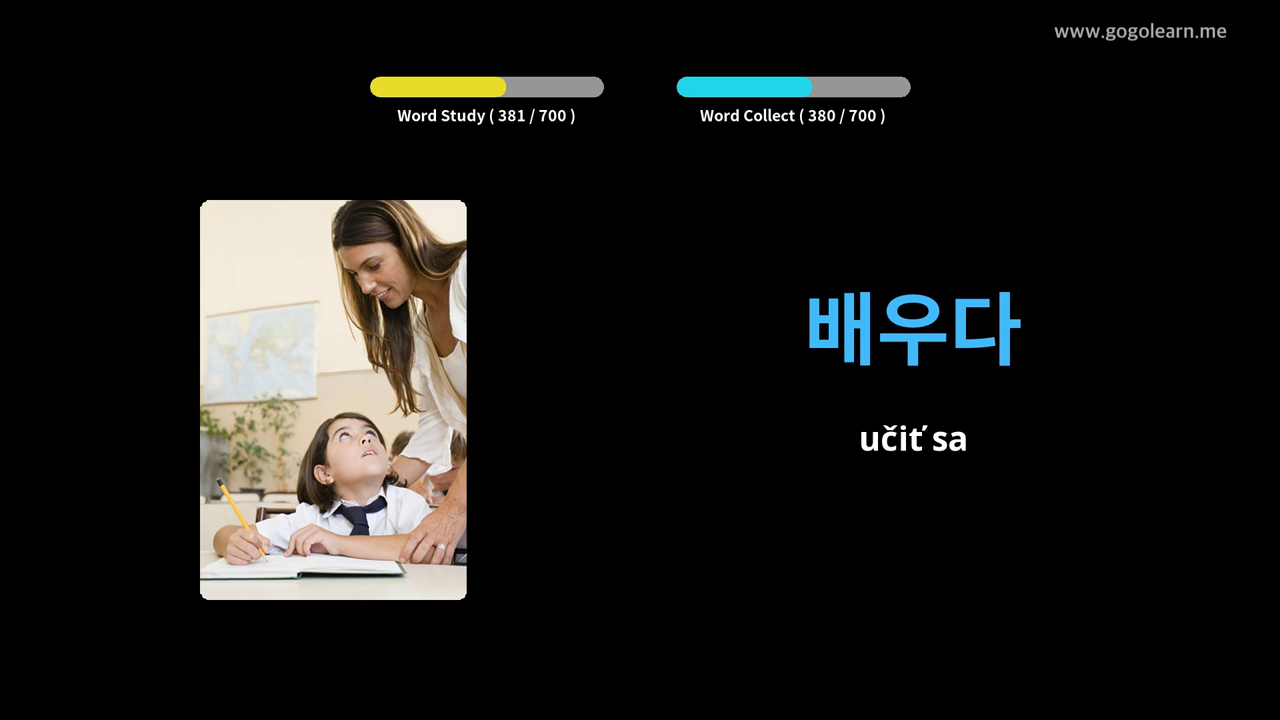 www.gogolearn.me
Word Study ( 381 / 700 )
Word Collect ( 380 / 700 )
배우다
učiť sa